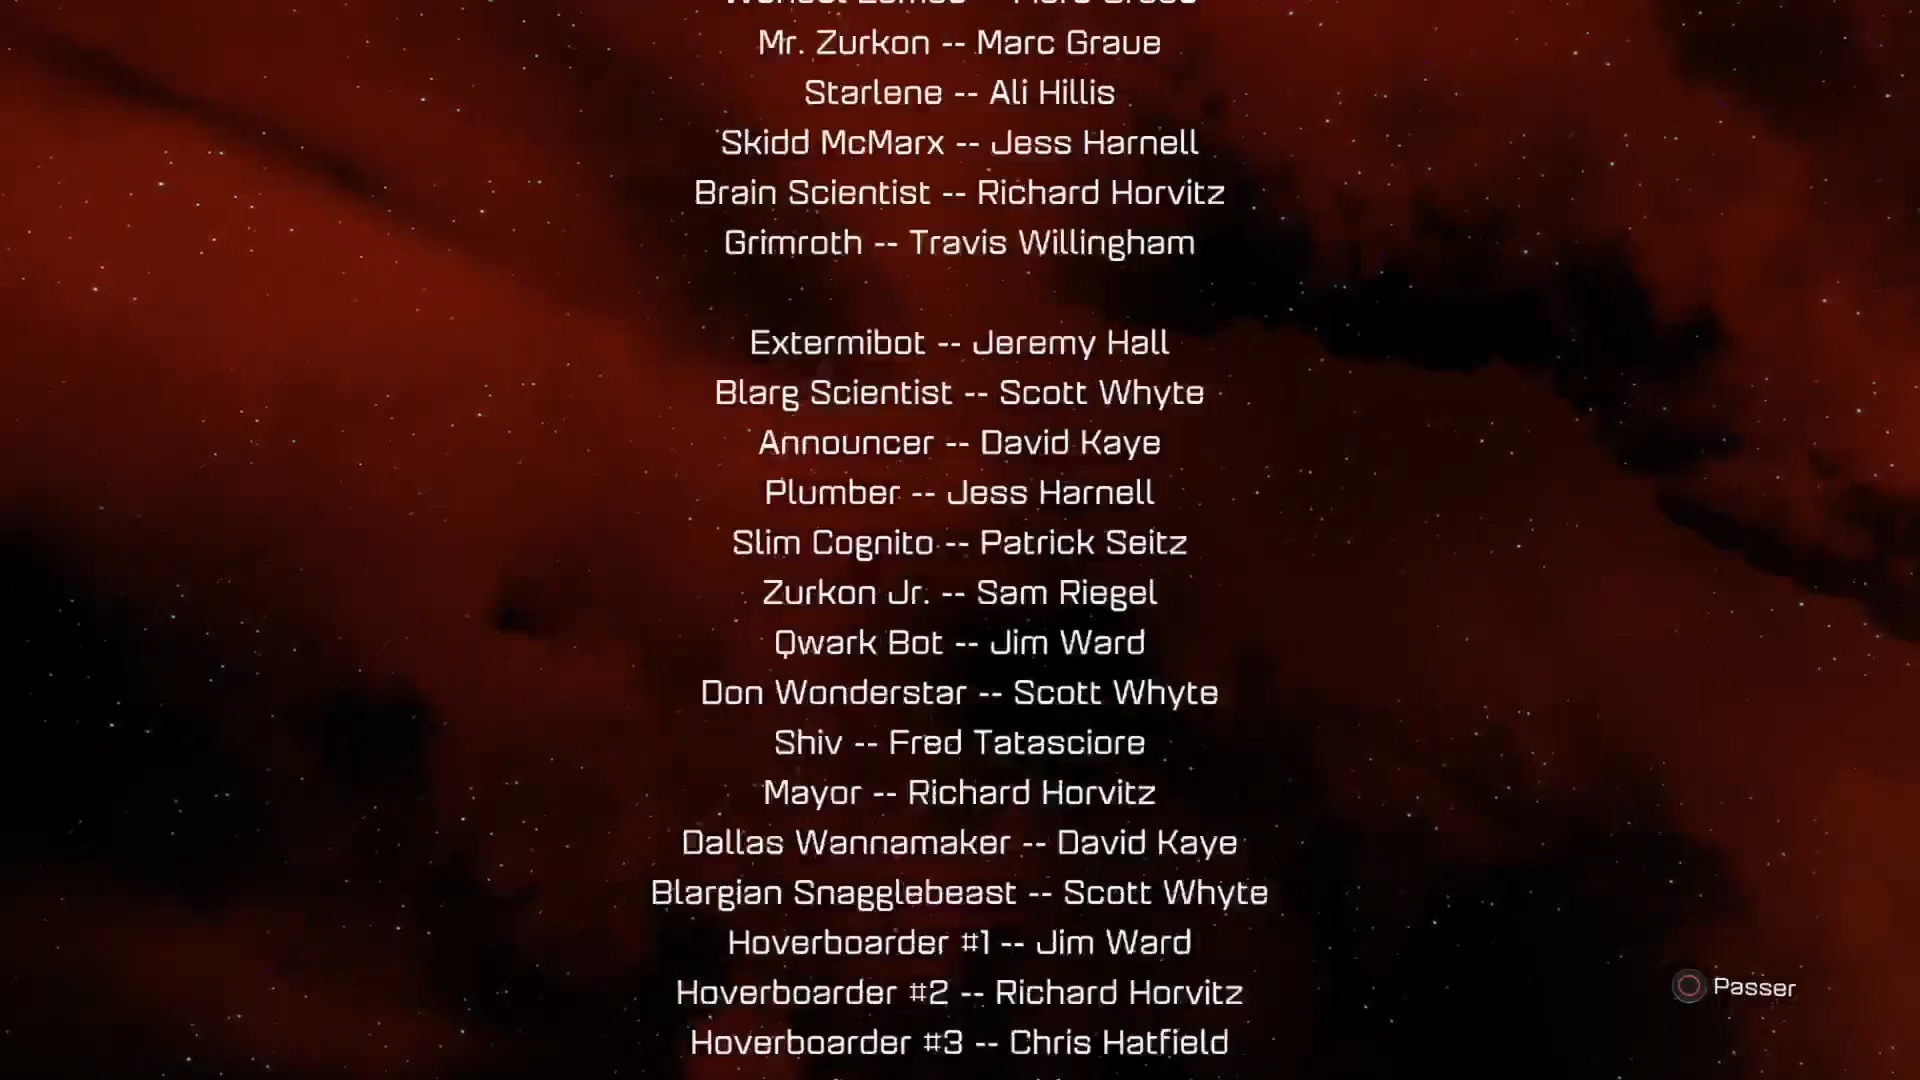 Mr. Zurkon -- Marc Graue
Starlene -- Ali Hillis
Skidd McMarx -- Jess Harnell
Brain Scientist -- Richard Horvitz
Grimroth -- Travis Willingham
Extermibot -- Jeremy Hall
Blarg Scientist -- Scott Whyte
Announcer -- David Kaye
Plumber -- Jess Harnell
Slim Cognito -- Patrick Seitz
Zurkon Jr. -- Sam Riegel
Qwark Bot -- Jim Ward
Don Wonderstar -- Scott Whyte
Shiv -- Fred Tatasciore
Mayor -- Richard Horvitz
Dallas Wannamaker -- David Kaye
Blargian Snagglebeast -- Scott Whyte
Hoverboarder #1 -- Jim Ward
Hoverboarder #2 -- Richard Horvitz
Passer
Hoverboarder #3 -- Chris Hatfield